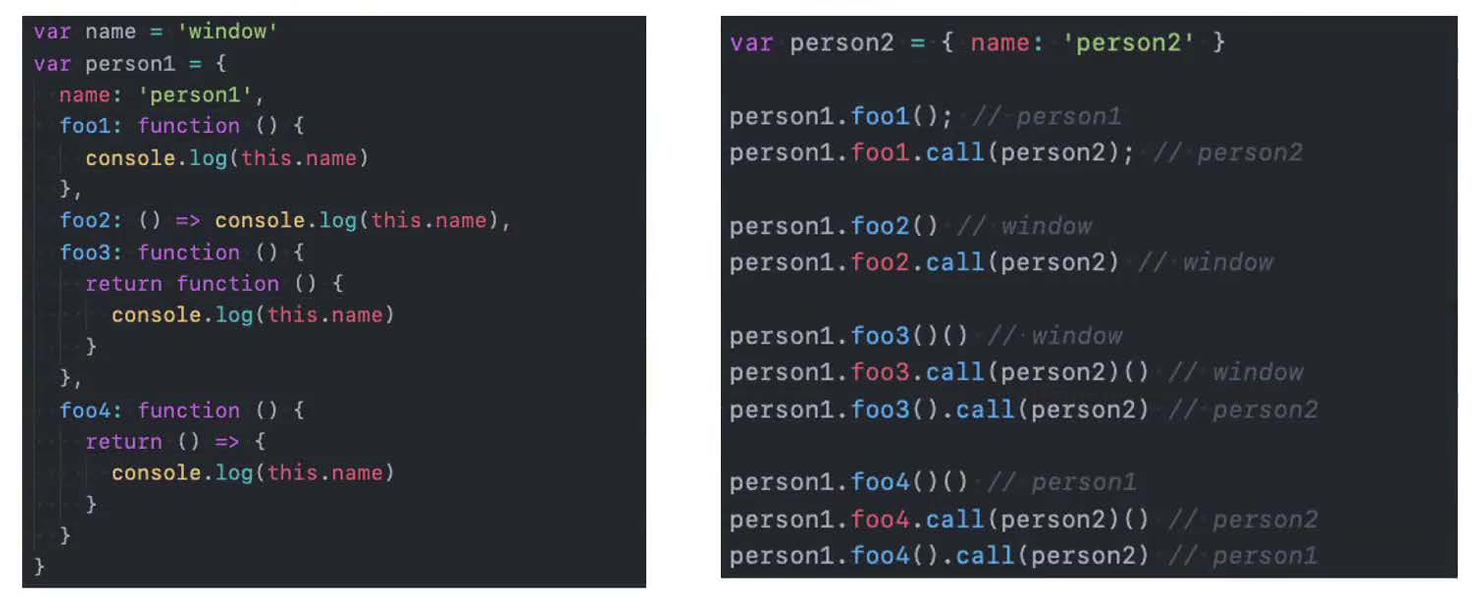 var name = 'window'
var person1 = {
  name: 'person1',
  foo1: function () {
    console.log(this.name)
  },
  foo2: () => console.log(this.name),
  foo3: function () {
    return function () {
      console.log(this.name)
    }
  },
  foo4: function () {
    return () => {
      console.log(this.name)
    }
  }
}
var person2 = { name: 'person2' }
person1.foo1(); // person1
person1.foo1.call(person2); // person2
person1.foo2() // window
person1.foo2.call(person2) // window
person1.foo3()() // window
person1.foo3.call(person2)() // window
person1.foo3().call(person2) // person2
person1.foo4()() // person1
person1.foo4.call(person2)() // person2
person1.foo4().call(person2) // person1